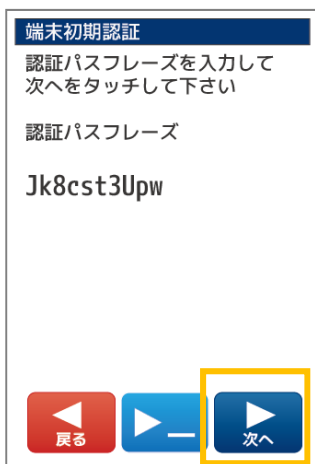 端末初期認証
認証パスフレーズを入力して
次へをタッチして下さい
認証パスフレーズ
Jk8cst3Upw
戻る
次へ